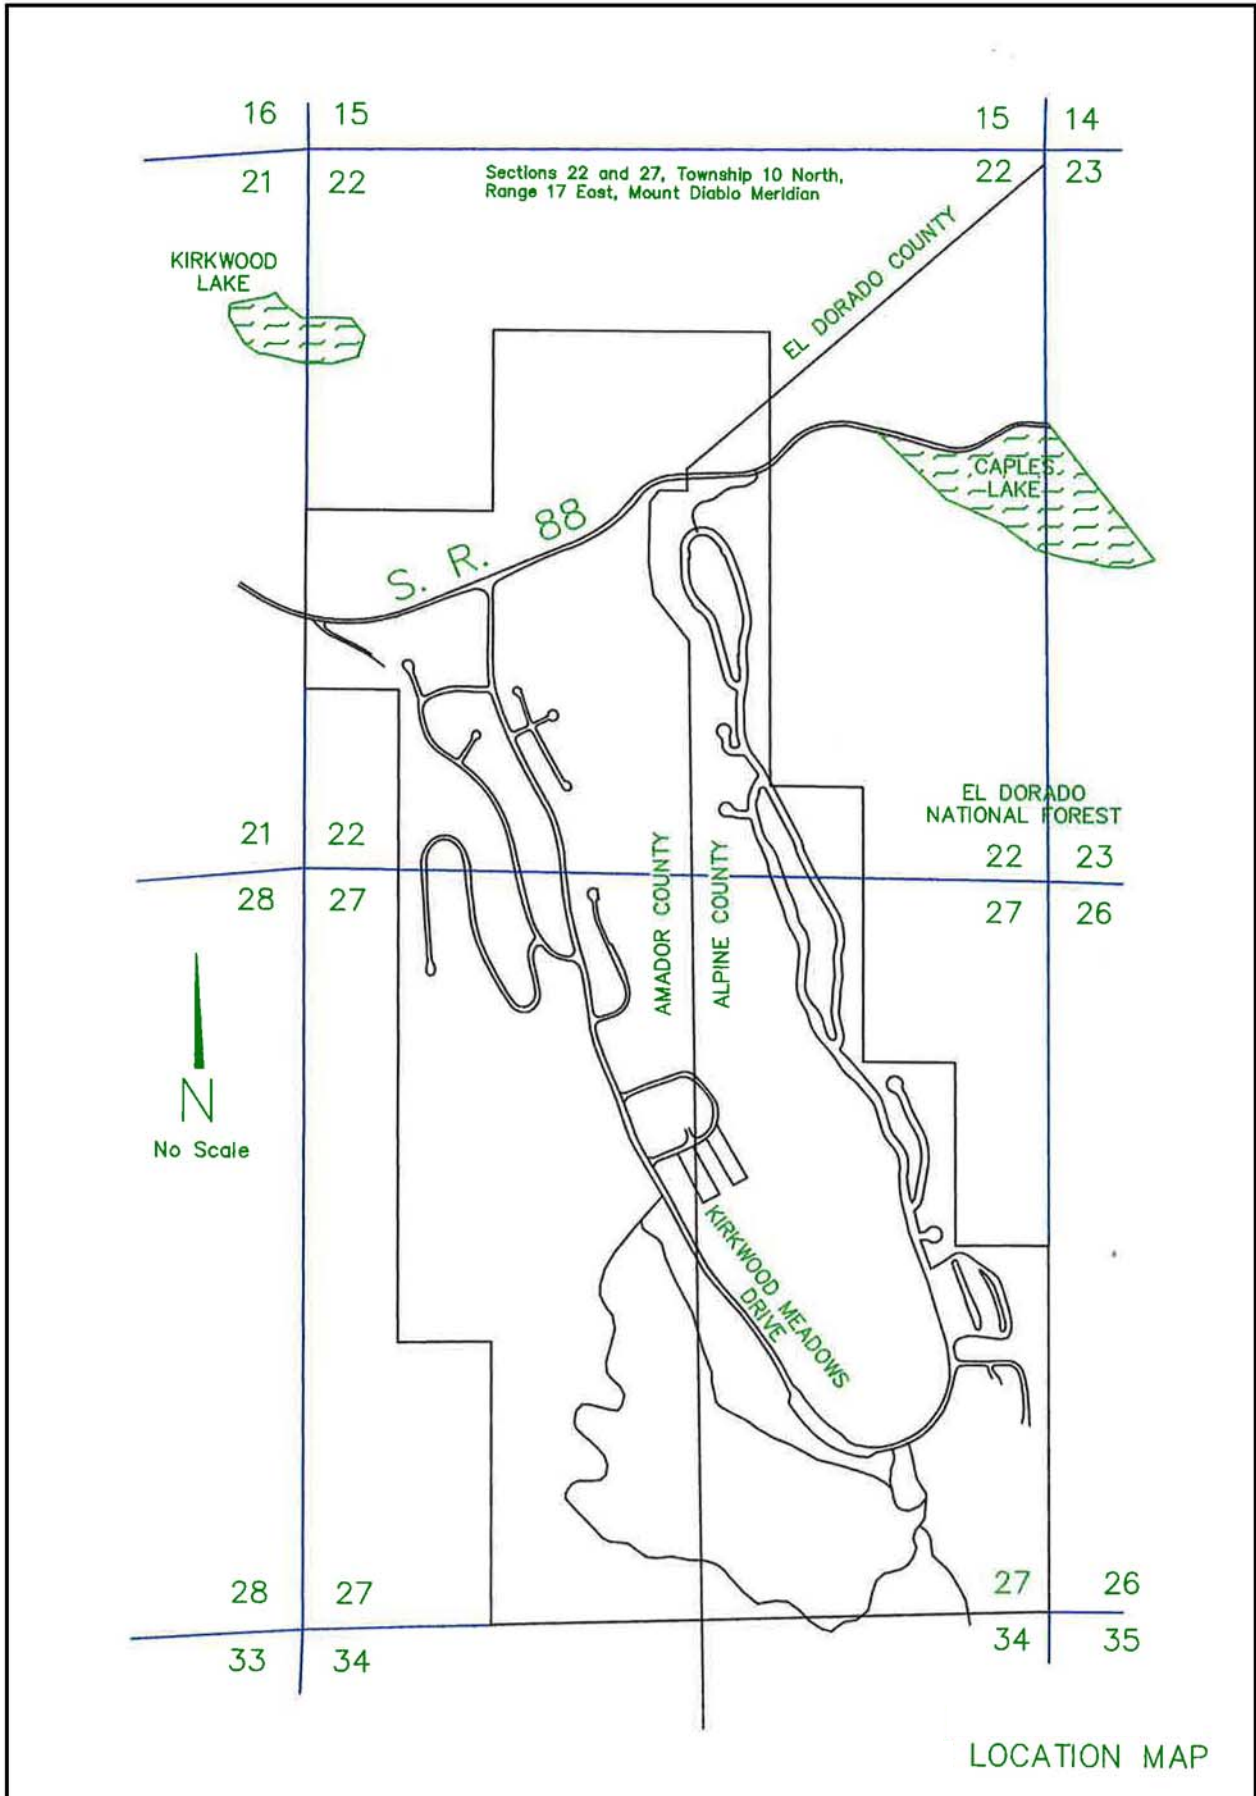 16 15
15 14
21 22
Sections 22 and 27, Township 10 North,
Range 17 East, Mount Diablo Meridian
22 23
KIRKWOOD
LAKE
EL DORADO COUNTY
CAPLES
LAKE
S. R. 88
EL DORADO
NATIONAL FOREST
21 22
22 23
28 27
27 26
AMADOR COUNTY
ALPINE COUNTY
N
No Scale
KIRKWOOD MEADOWS
DRIVE
28 27
27 26
33 34
34 35
LOCATION MAP